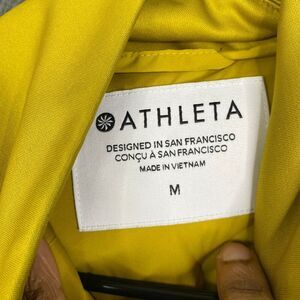 ATHLETA
DESIGNED IN SAN FRANCISCO
CONÇU À SAN FRANCISCO
MADE IN VIETNAM
M